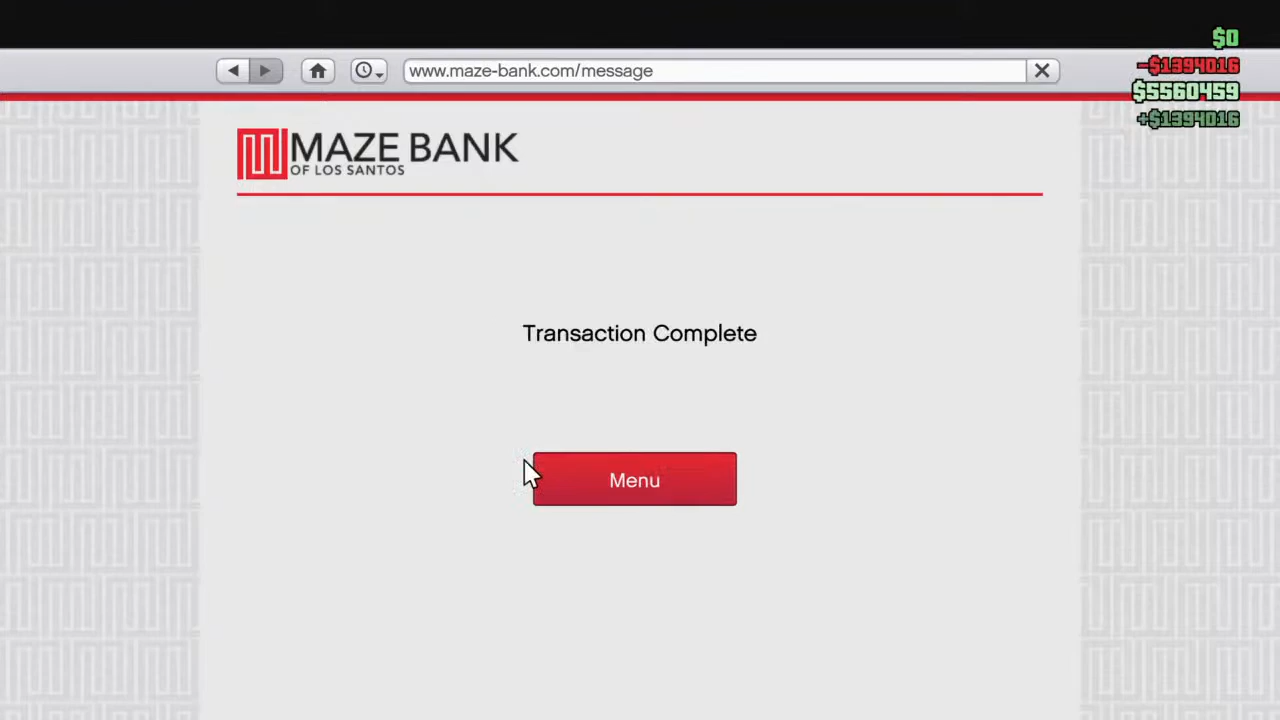 $0
-$1394016
www.maze-bank.com/message
$5560459
+$1394016
MAZE BANK
OF LOS SANTOS
Transaction Complete
Menu